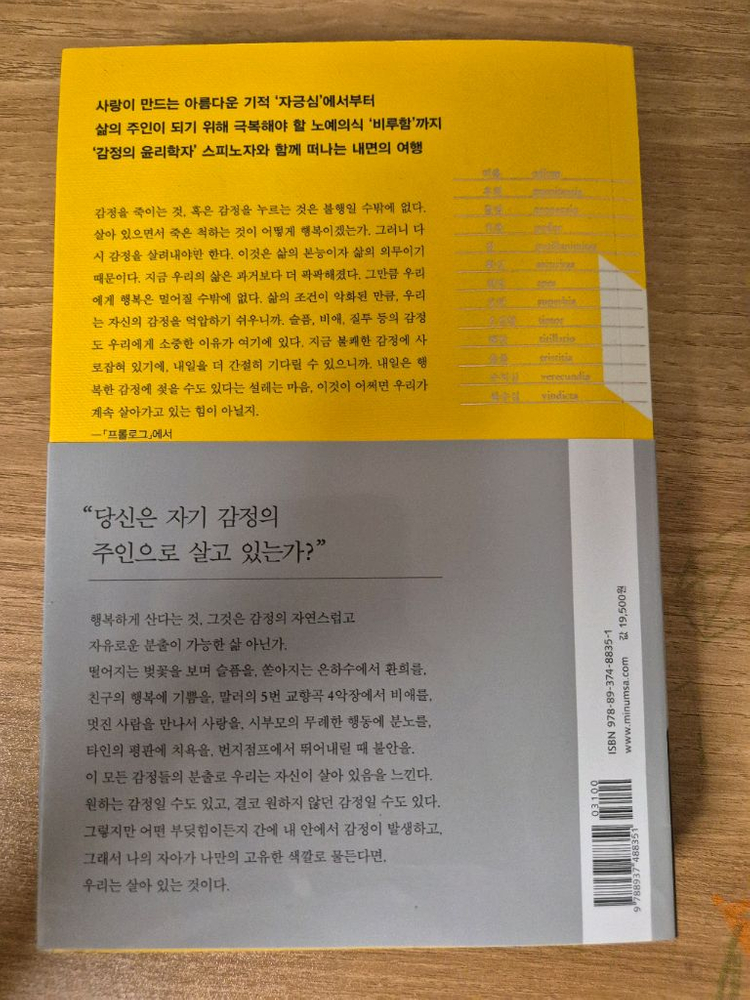 사랑이 만드는 아름다운 기적 ‘자긍심’에서부터
삶의 주인이 되기 위해 극복해야 할 노예의식 ‘비루함’까지
‘감정의 윤리학자’ 스피노자와 함께 떠나는 내면의 여행
감정을 죽이는 것, 혹은 감정을 누르는 것은 불행일 수밖에 없다.
살아 있으면서 죽은 척하는 것이 어떻게 행복이겠는가. 그러니 다
시 감정을 살려내야만 한다. 이것은 삶의 본능이자 삶의 의무이기
때문이다. 지금 우리의 삶은 과거보다 더 팍팍해졌다. 그만큼 우리
에게 행복은 멀어질 수밖에 없다. 삶의 조건이 악화된 만큼, 우리
는 자신의 감정을 억압하기 쉬우니까. 슬픔, 비애, 질투 등의 감정
도 우리에게 소중한 이유가 여기에 있다. 지금 불쾌한 감정에 사
로잡혀 있기에, 내일을 더 간절히 기다릴 수 있으니까. 내일은 행
복한 감정에 젖을 수도 있다는 설레는 마음, 이것이 어쩌면 우리가
계속 살아가고 있는 힘이 아닐지.
—「프롤로그」에서
pudor
superbia
timor
titillatio
tristitia
verecundia
복수심 vindicta
“당신은 자기 감정의
주인으로 살고 있는가?”
행복하게 산다는 것, 그것은 감정의 자연스럽고
자유로운 분출이 가능한 삶 아닌가.
떨어지는 벚꽃을 보며 슬픔을, 쏟아지는 은하수에서 환희를,
친구의 행복에 기쁨을, 말러의 5번 교향곡 4악장에서 비애를,
멋진 사람을 만나서 사랑을, 시부모의 무례한 행동에 분노를,
타인의 평판에 치욕을, 번지점프에서 뛰어내릴 때 불안을.
이 모든 감정들의 분출로 우리는 자신이 살아 있음을 느낀다.
원하는 감정일 수도 있고, 결코 원하지 않던 감정일 수도 있다.
그렇지만 어떤 부딪힘이든지 간에 내 안에서 감정이 발생하고,
그래서 나의 자아가 나만의 고유한 색깔로 물든다면,
우리는 살아 있는 것이다.
ISBN 978-89-374-8835-1
www.minumsa.com 값 19,500원
03100
9 788937 488351